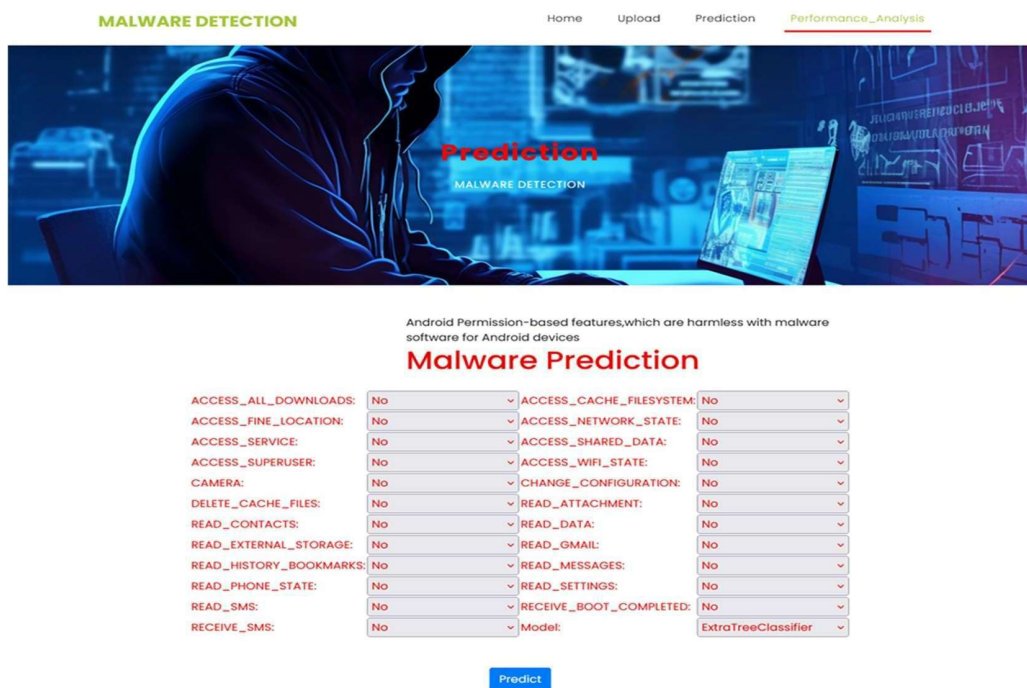 MALWARE DETECTION Home Upload Prediction Performance_Analysis
Prediction
MALWARE DETECTION
Android Permission-based features,which are harmless with malware
software for Android devices
Malware Prediction
ACCESS_ALL_DOWNLOADS: No ACCESS_CACHE_FILESYSTEM: No
ACCESS_FINE_LOCATION: No ACCESS_NETWORK_STATE: No
ACCESS_SERVICE: No ACCESS_SHARED_DATA: No
ACCESS_SUPERUSER: No ACCESS_WIFI_STATE: No
CAMERA: No CHANGE_CONFIGURATION: No
DELETE_CACHE_FILES: No READ_ATTACHMENT: No
READ_CONTACTS: No READ_DATA: No
READ_EXTERNAL_STORAGE: No READ_GMAIL: No
READ_HISTORY_BOOKMARKS: No READ_MESSAGES: No
READ_PHONE_STATE: No READ_SETTINGS: No
READ_SMS: No RECEIVE_BOOT_COMPLETED: No
RECEIVE_SMS: No Model: ExtraTreeClassifier
Predict